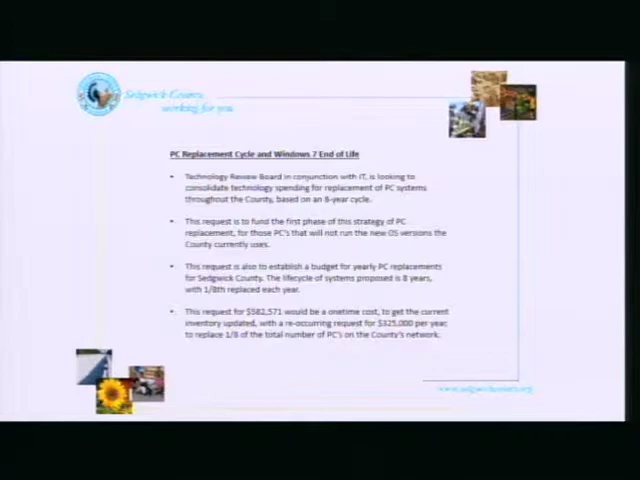 Sedgwick County...
working for you
PC Replacement Cycle and Windows 7 End of Life
• Technology Review Board in conjunction with IT, is looking to
consolidate technology spending for replacement of PC systems
throughout the County, based on an 8-year cycle.
• This request is to fund the first phase of this strategy of PC
replacement, for those PC's that will not run the new OS versions the
County currently uses.
• This request is also to establish a budget for yearly PC replacements
for Sedgwick County. The lifecycle of systems proposed is 8 years,
with 1/8th replaced each year.
• This request for $582,571 would be a onetime cost, to get the current
inventory updated, with a re-occurring request for $325,000 per year,
to replace 1/8 of the total number of PC's on the County's network.